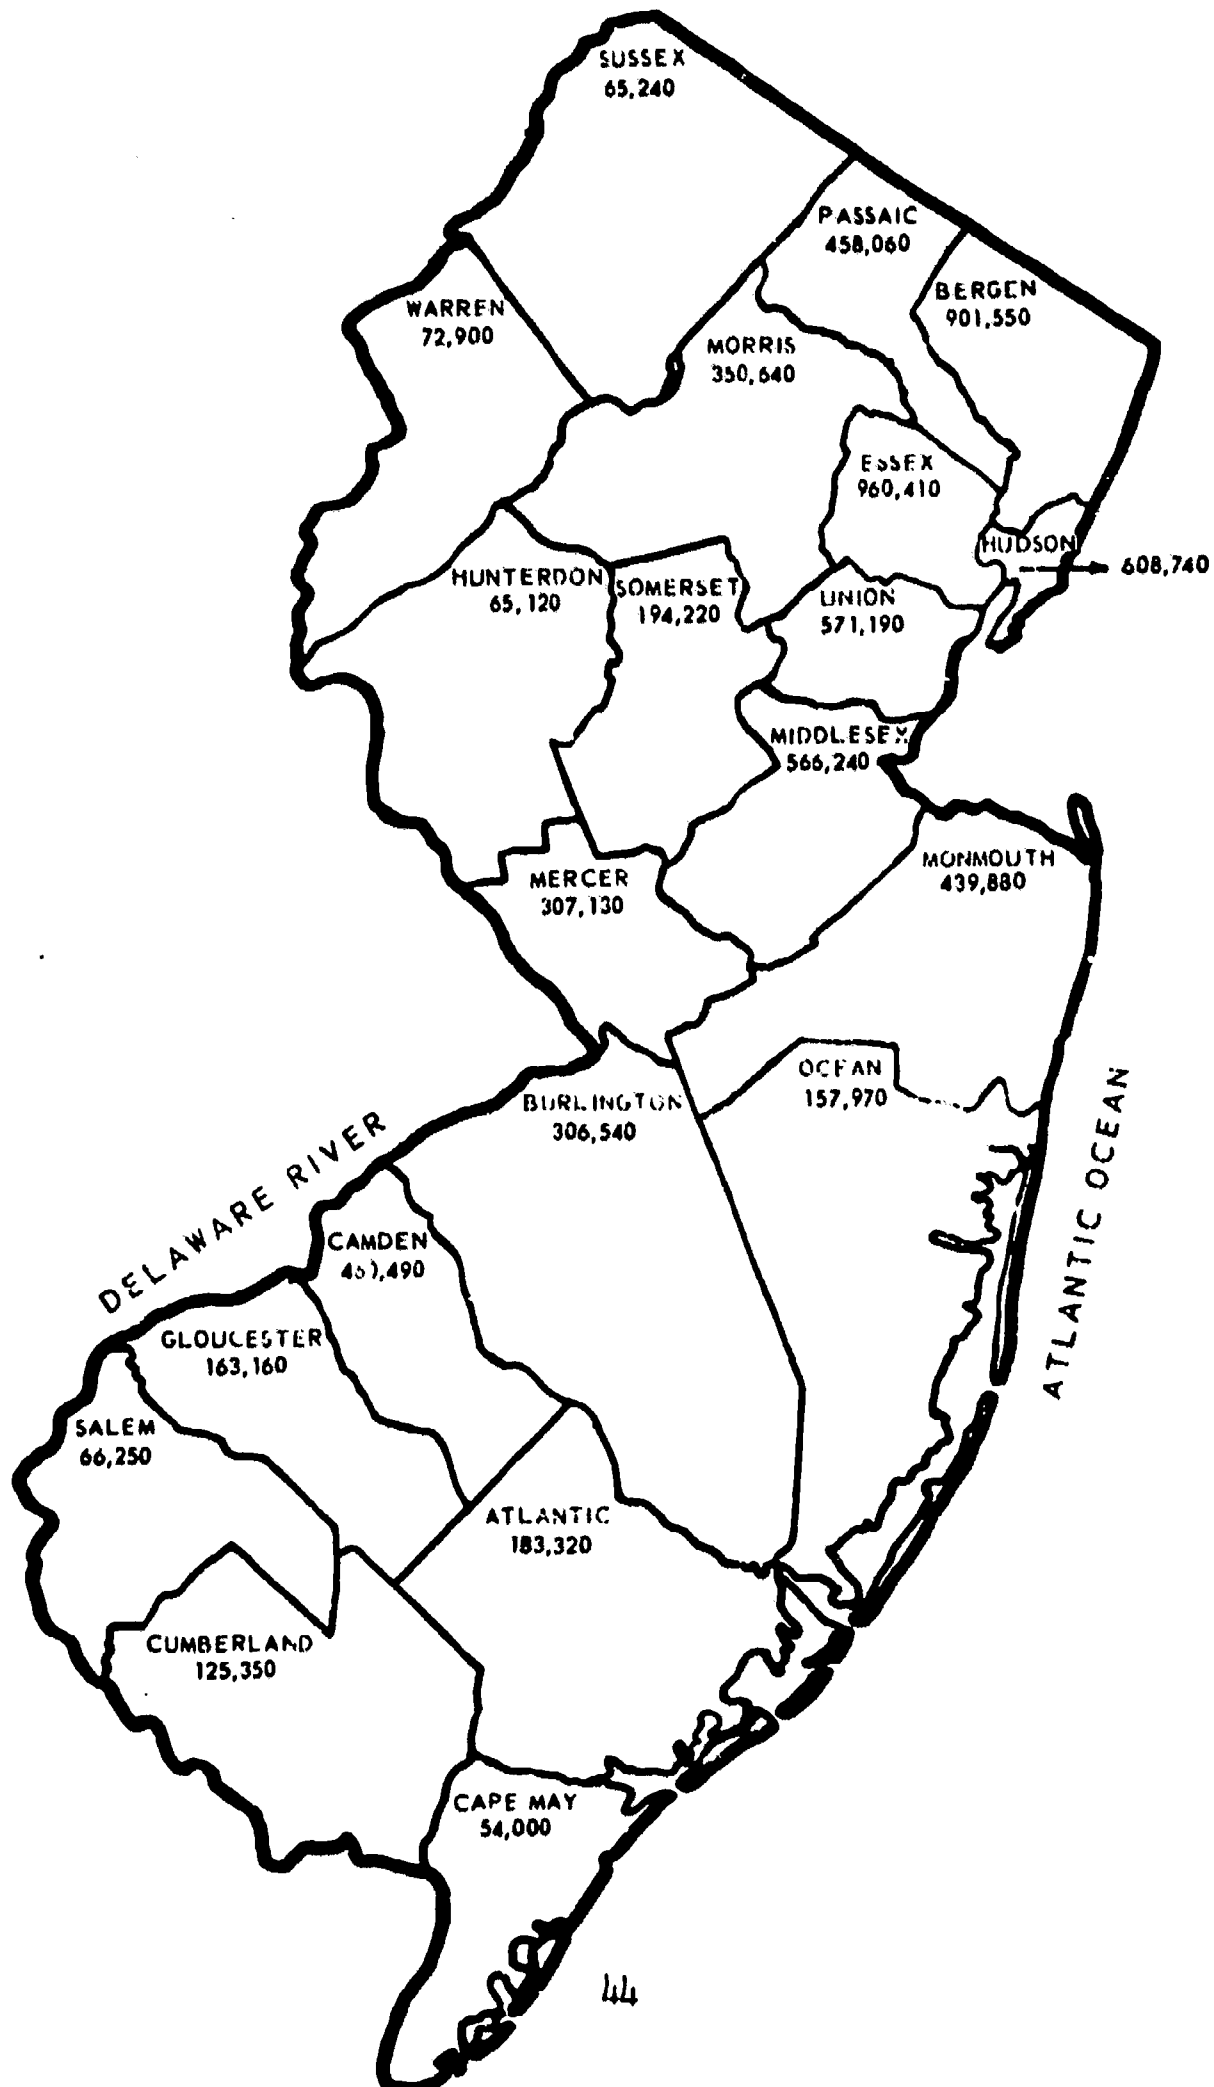 SUSSEX
65,240
PASSAIC
458,060
BERGEN
901,550
WARREN
72,900
MORRIS
350,640
ESSEX
960,410
HUDSON
608,740
HUNTERDON
65,120
SOMERSET
194,220
UNION
571,190
MIDDLESEX
566,240
MONMOUTH
439,880
MERCER
307,130
OCEAN
157,970
BURLINGTON
306,540
DELAWARE RIVER
ATLANTIC OCEAN
CAMDEN
GLOUCESTER
163,160
SALEM
66,250
ATLANTIC
183,320
CUMBERLAND
125,350
CAPE MAY
54,000
44